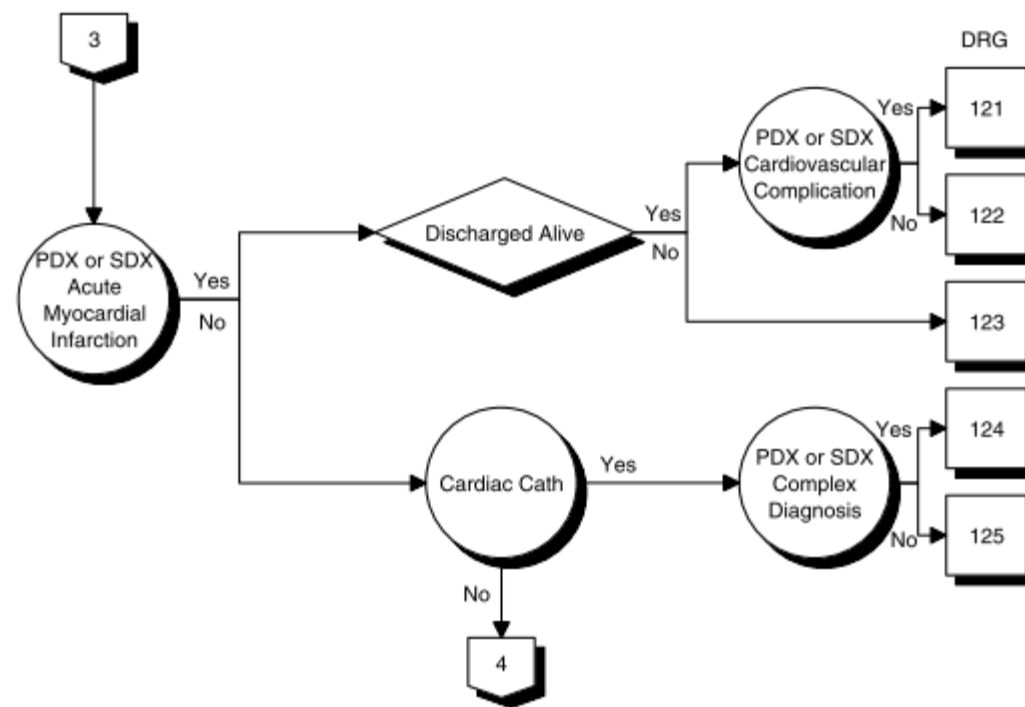 3
DRG
121
Yes
PDX or SDX
Cardiovascular
Complication
No
122
Discharged Alive
Yes
No
PDX or SDX
Acute
Myocardial
Infarction
Yes
No
123
124
Yes
PDX or SDX
Complex
Diagnosis
No
125
Cardiac Cath
Yes
No
4